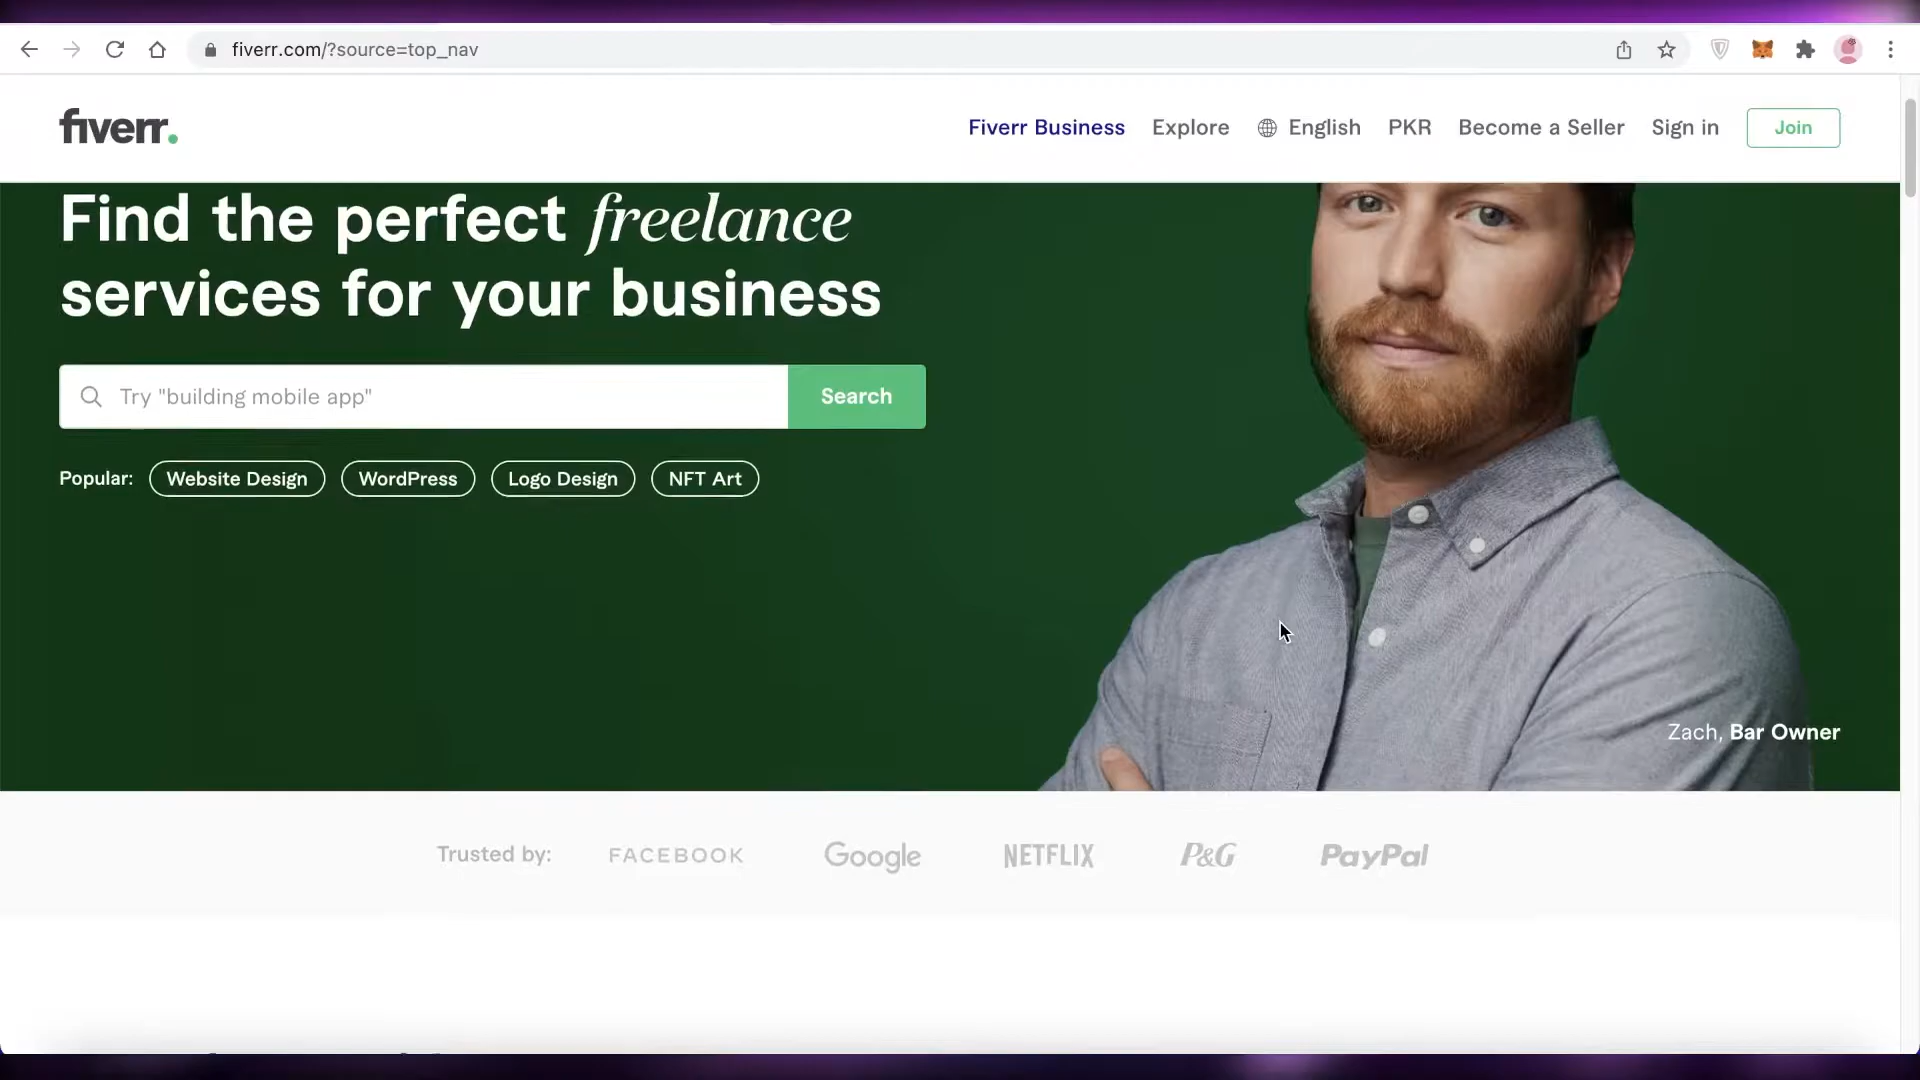 fiverr.com/?source=top_nav
fiverr.
Fiverr Business Explore English PKR Become a Seller Sign in Join
Find the perfect freelance
services for your business
Try "building mobile app" Search
Popular: Website Design WordPress Logo Design NFT Art
Zach, Bar Owner
Trusted by: FACEBOOK Google NETFLIX P&G PayPal